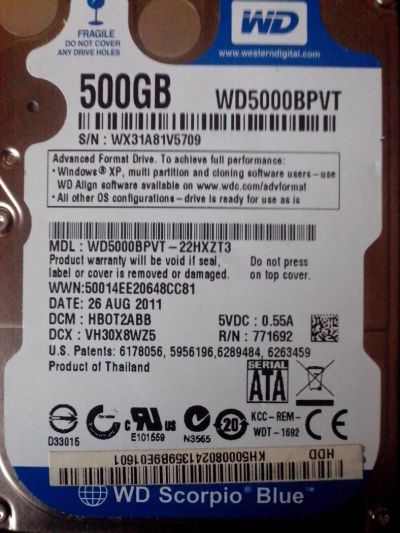 FRAGILE
DO NOT COVER
ANY DRIVE HOLES
WD
www.westerndigital.com
500GB WD5000BPVT
S/N : WX31A81V5709
Advanced Format Drive. To achieve full performance:
• Windows® XP, multi partition and cloning software users - use
WD Align software available on www.wdc.com/advformat
• All other OS configurations - drive is ready for use as is
MDL : WD5000BPVT - 22HXZT3
Product warranty will be void if seal, Do not press
label or cover is removed or damaged. on top cover.
WWN:50014EE20648CC81
DATE: 26 AUG 2011
DCM : HBOT2ABB 5VDC : 0.55A
DCX : VH30X8WZ5 R/N : 771692
U.S. Patents: 6178056, 5956196,6289484, 6263459
Product of Thailand
SERIAL
ATA
D33015 c UL us E101559 N3565 20 KCC-REM-
WDT-1692 CE
HDD
KH5000802413598BE01601
WD Scorpio Blue™